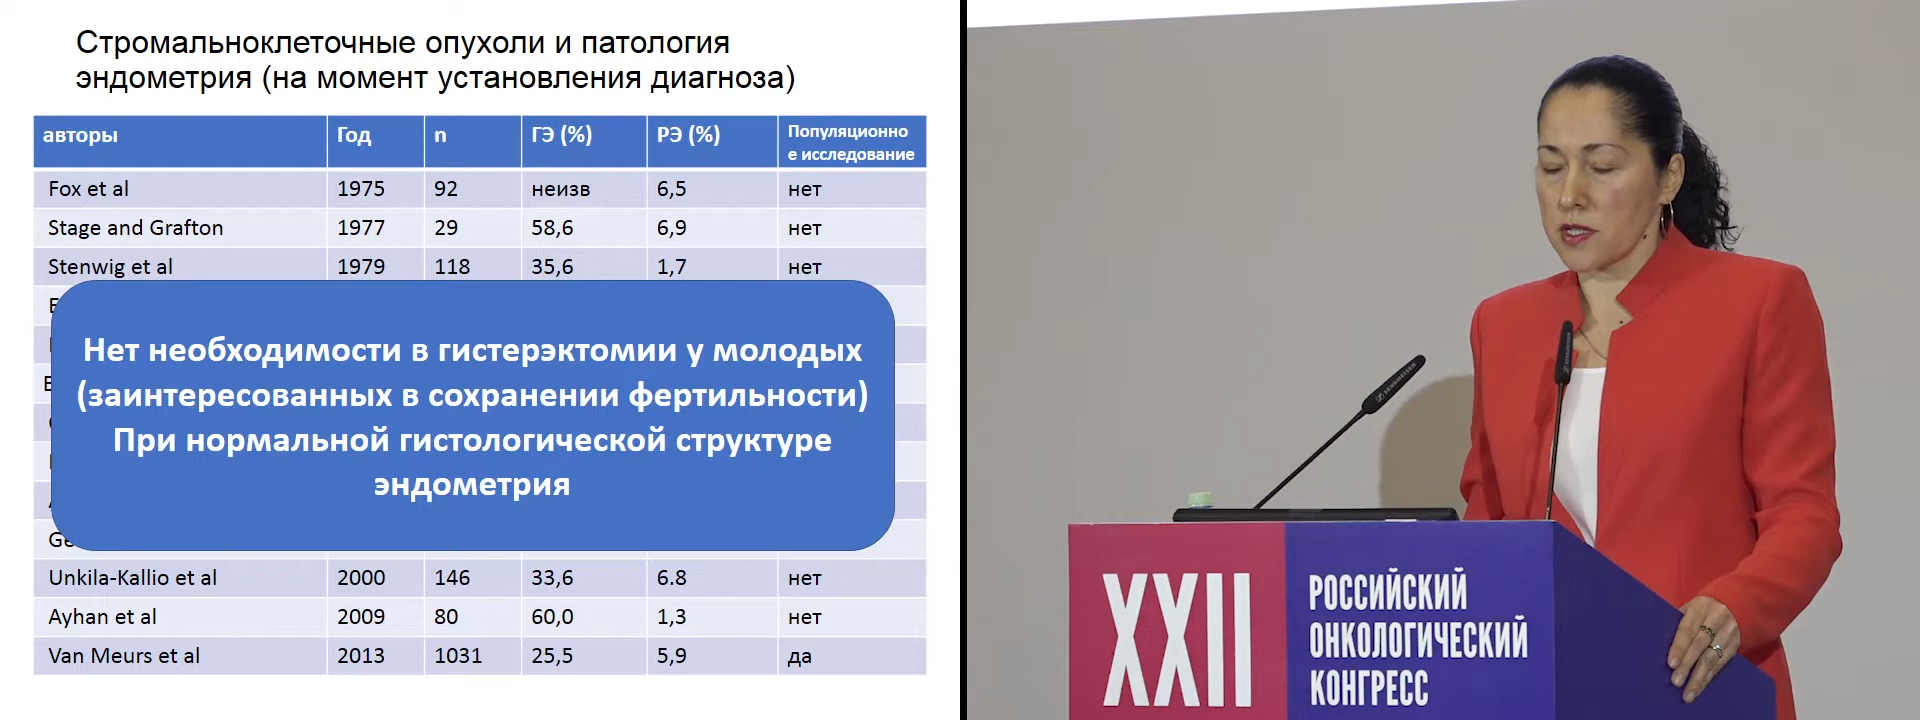 Стромальноклеточные опухоли и патология
эндометрия (на момент установления диагноза)
авторы Год n ГЭ (%) РЭ (%) Популяционно
е исследование
Fox et al 1975 92 неизв 6,5 нет
Stage and Grafton 1977 29 58,6 6,9 нет
Stenwig et al 1979 118 35,6 1,7 нет
Нет необходимости в гистерэктомии у молодых
(заинтересованных в сохранении фертильности)
При нормальной гистологической структуре
эндометрия
Unkila-Kallio et al 2000 146 33,6 6.8 нет
Ayhan et al 2009 80 60,0 1,3 нет
Van Meurs et al 2013 1031 25,5 5,9 да
XXII
РОССИЙСКИЙ
ОНКОЛОГИЧЕСКИЙ
КОНГРЕСС